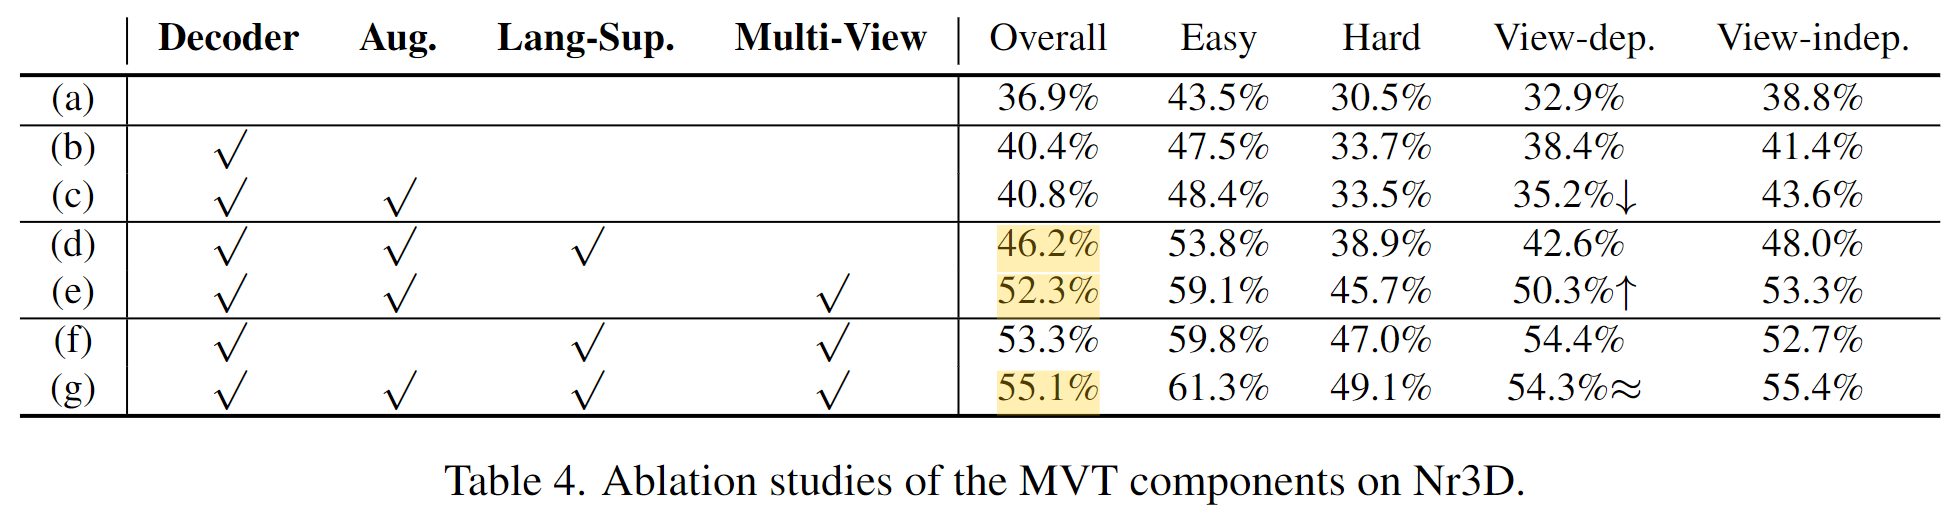 Decoder Aug. Lang-Sup. Multi-View Overall Easy Hard View-dep. View-indep.
(a) 36.9% 43.5% 30.5% 32.9% 38.8%
(b) √ 40.4% 47.5% 33.7% 38.4% 41.4%
(c) √ √ 40.8% 48.4% 33.5% 35.2%↓ 43.6%
(d) √ √ √ 46.2% 53.8% 38.9% 42.6% 48.0%
(e) √ √ √ 52.3% 59.1% 45.7% 50.3%↑ 53.3%
(f) √ √ √ 53.3% 59.8% 47.0% 54.4% 52.7%
(g) √ √ √ √ 55.1% 61.3% 49.1% 54.3%≈ 55.4%
Table 4. Ablation studies of the MVT components on Nr3D.